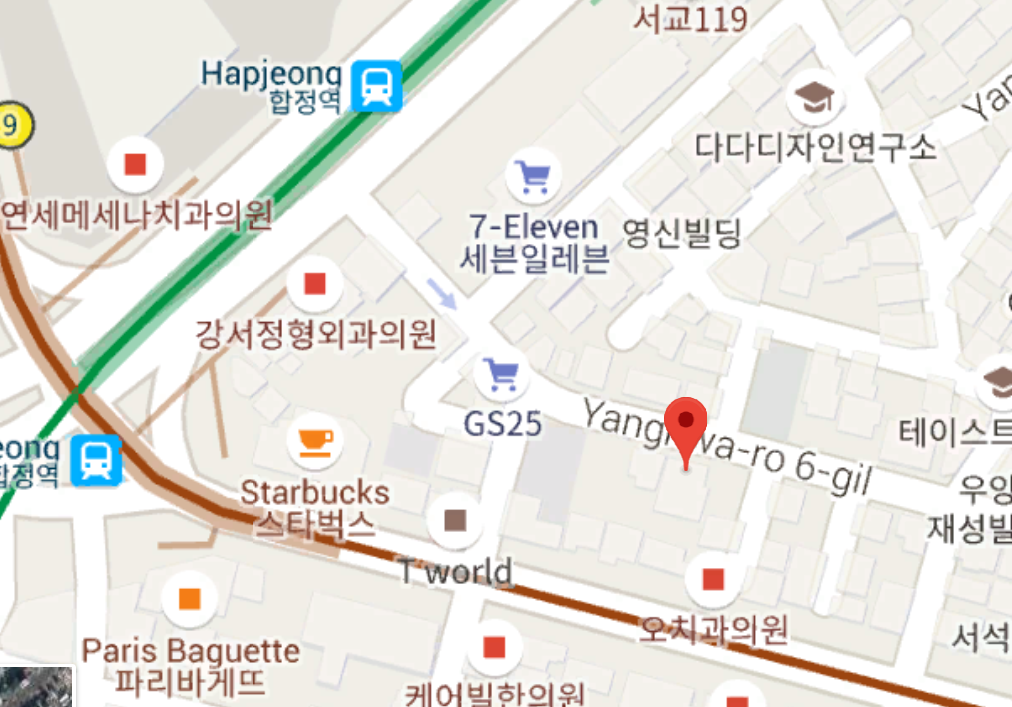 서교119
Hapjeong
합정역
9
다다디자인연구소
연세메세나치과의원
7-Eleven
세븐일레븐
영신빌딩
강서정형외과의원
GS25
-ro 6-gil
테이스트
합정역
Starbucks
스타벅스
재성빌
T world
오치과의원
서석
Paris Baguette
파리바게뜨
케어빌한의원